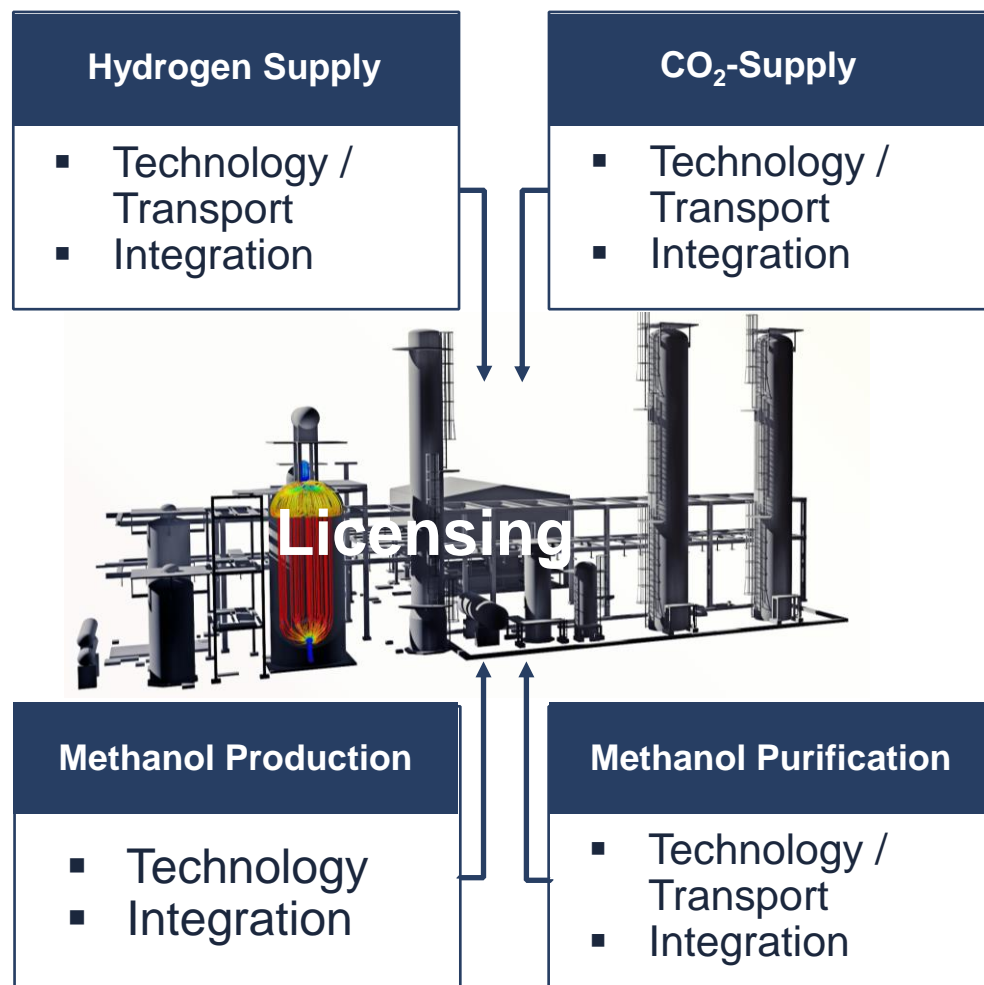 Hydrogen Supply
▪ Technology /
Transport
▪ Integration
CO₂-Supply
▪ Technology /
Transport
▪ Integration
Licensing
Methanol Production
▪ Technology
▪ Integration
Methanol Purification
▪ Technology /
Transport
▪ Integration